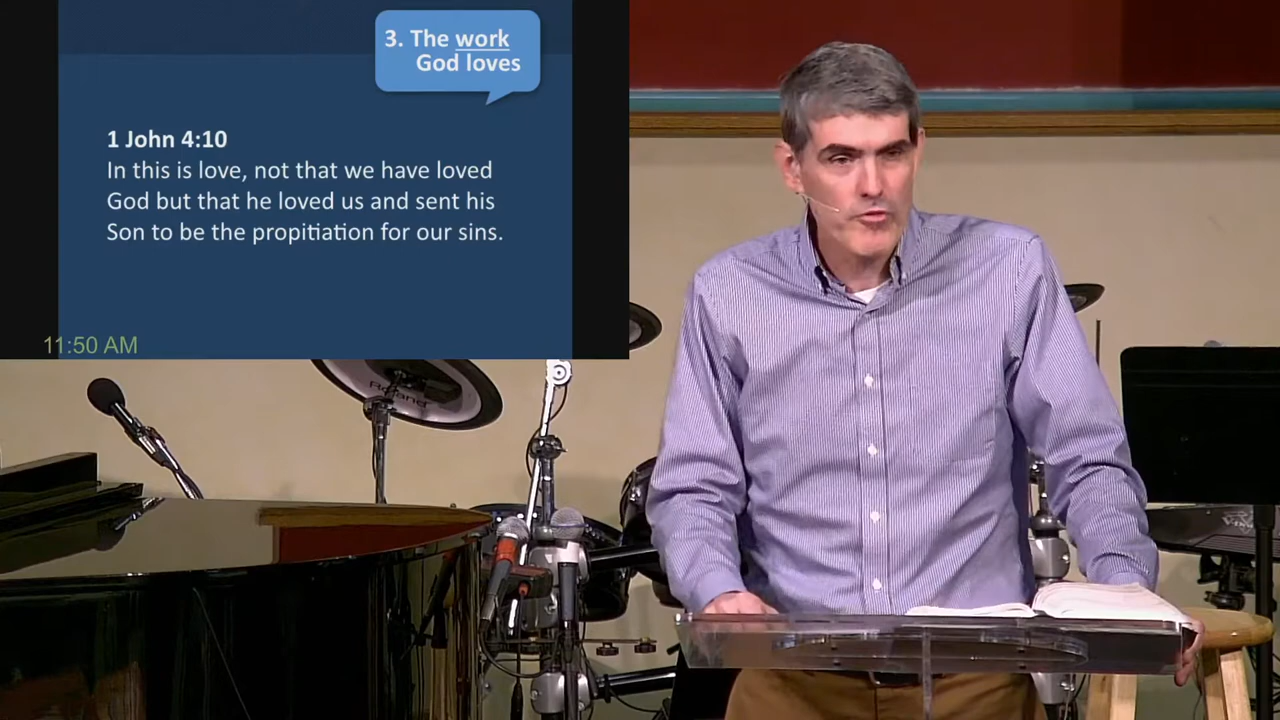 3. The work
God loves
1 John 4:10
In this is love, not that we have loved
God but that he loved us and sent his
Son to be the propitiation for our sins.
11:50 AM
Roland